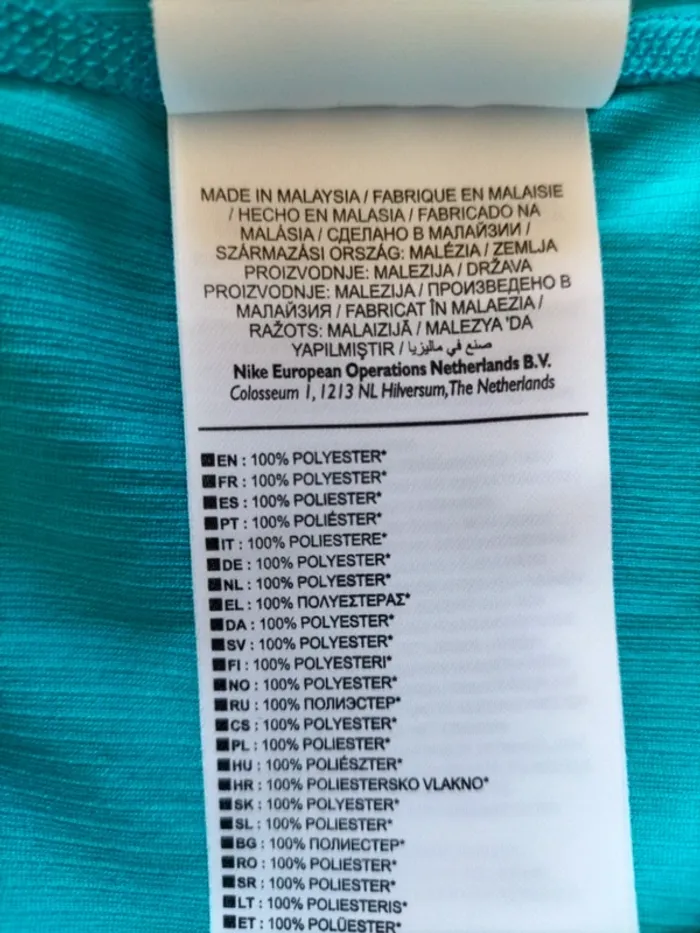 MADE IN MALAYSIA / FABRIQUE EN MALAISIE
/ HECHO EN MALASIA / FABRICADO NA
MALÁSIA / СДЕЛАНО В МАЛАЙЗИИ /
SZÁRMAZÁSI ORSZÁG: MALÉZIA / ZEMLJA
PROIZVODNJE: MALEZIJA / DRŽAVA
PROIZVODNJE: MALEZIJA / ПРОИЗВЕДЕНО В
МАЛАЙЗИЯ / FABRICAT ÎN MALAEZIA /
RAŽOTS: MALAIZIJĀ / MALEZYA 'DA
YAPILMIŞTIR / صنع في ماليزيا
Nike European Operations Netherlands B.V.
Colosseum 1, 1213 NL Hilversum, The Netherlands
EN : 100% POLYESTER*
FR : 100% POLYESTER*
ES : 100% POLIESTER*
PT : 100% POLIÉSTER*
IT : 100% POLIESTERE*
DE : 100% POLYESTER*
NL : 100% POLYESTER*
EL : 100% ΠΟΛΥΕΣΤΕΡΑΣ*
DA : 100% POLYESTER*
SV : 100% POLYESTER*
FI : 100% POLYESTERI*
NO : 100% POLYESTER*
RU : 100% ПОЛИЭСТЕР*
CS : 100% POLYESTER*
PL : 100% POLIESTER*
HU : 100% POLIÉSZTER*
HR : 100% POLIESTERSKO VLAKNO*
SK : 100% POLYESTER*
SL : 100% POLIESTER*
BG : 100% ПОЛИЕСТЕР*
RO : 100% POLIESTER*
SR : 100% POLIESTER*
LT : 100% POLIESTERIS*
ET : 100% POLÜESTER*